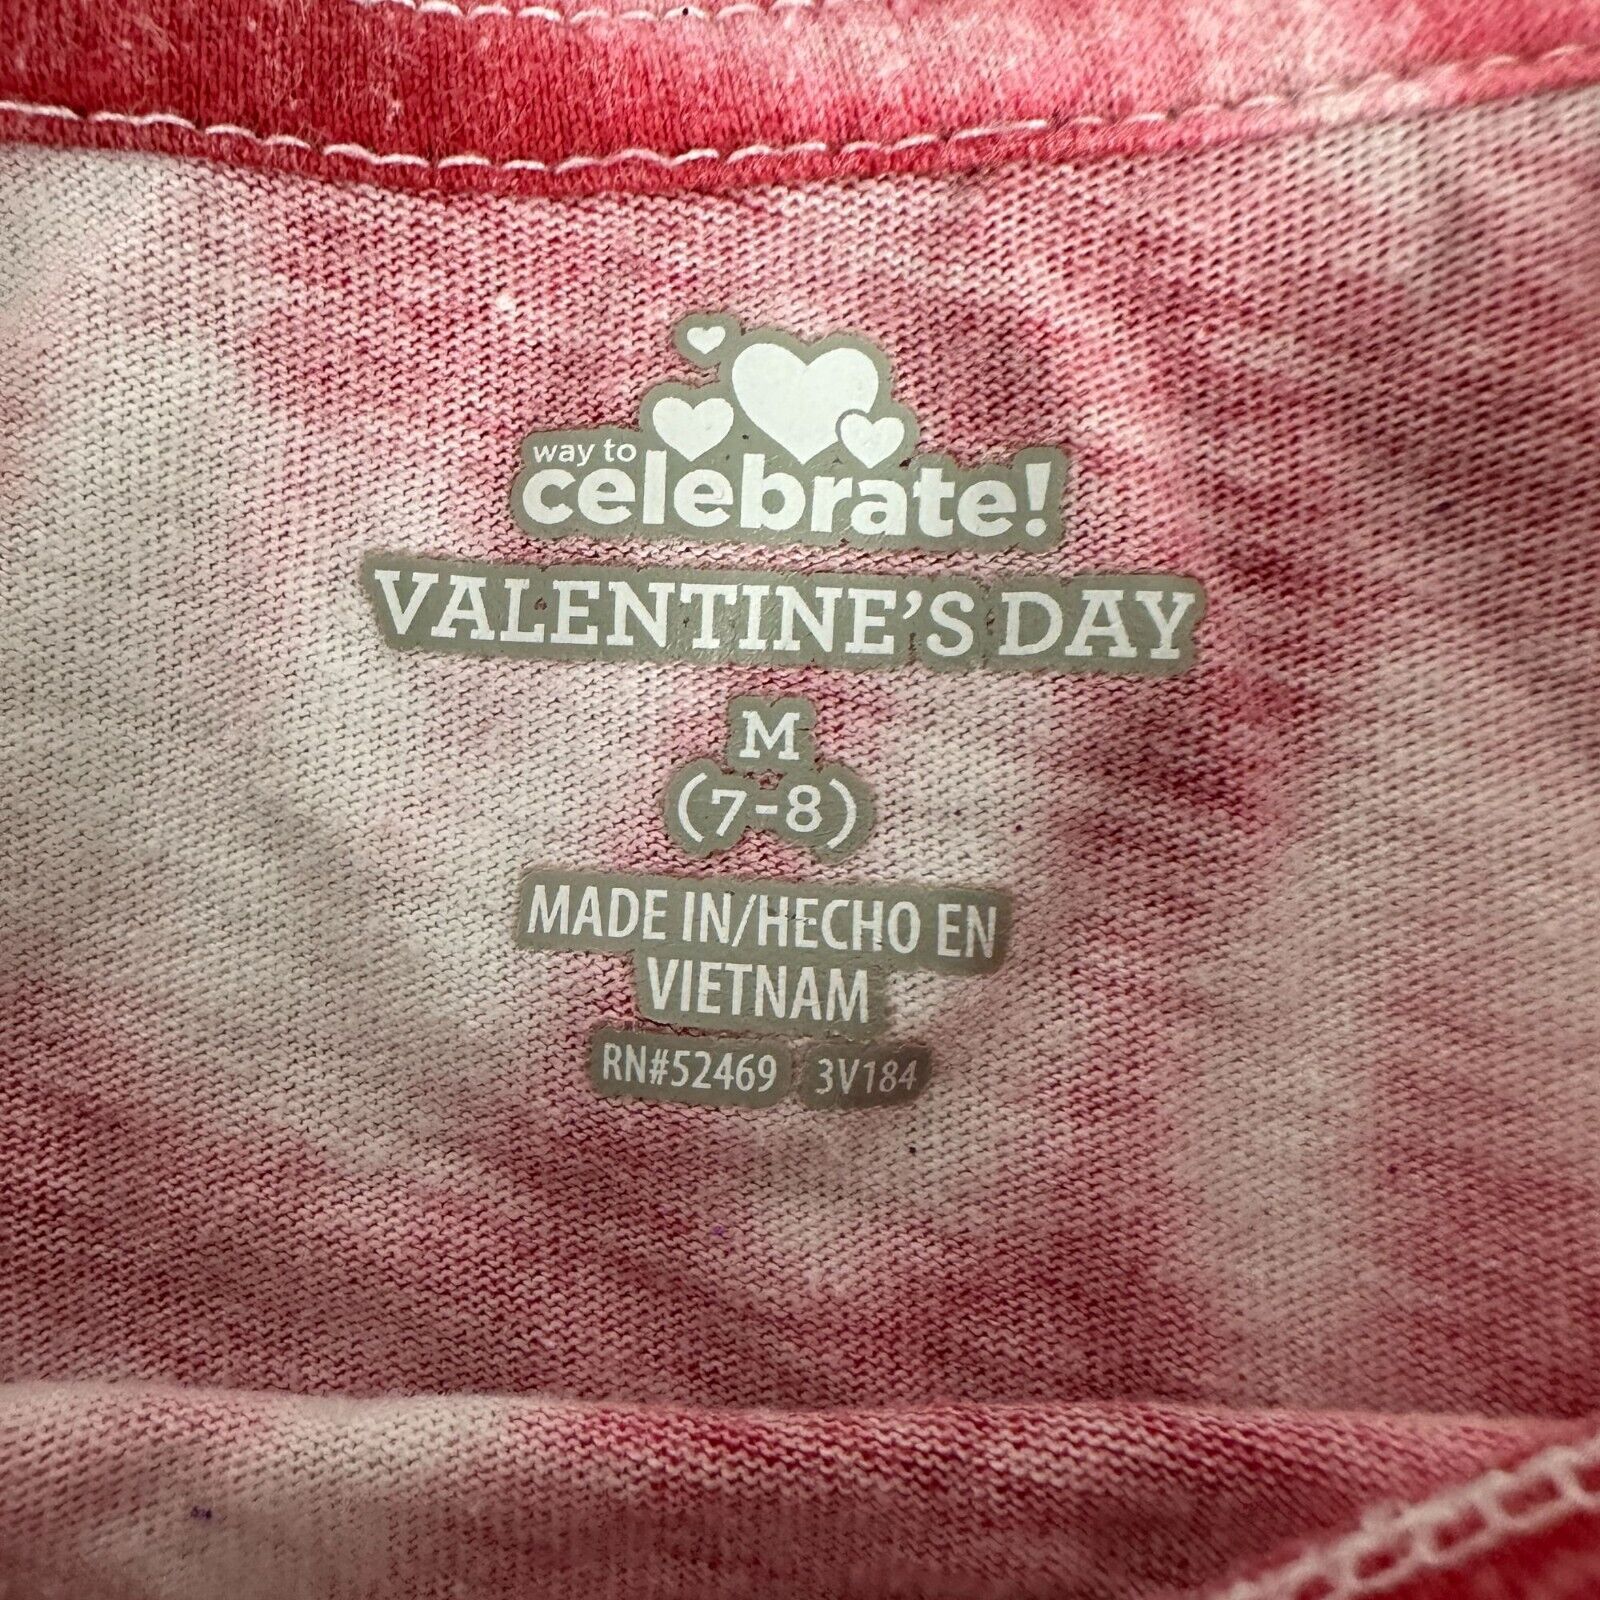 way to
celebrate!
VALENTINE'S DAY
M
(7-8)
MADE IN/HECHO EN
VIETNAM
RN#52469 3V184